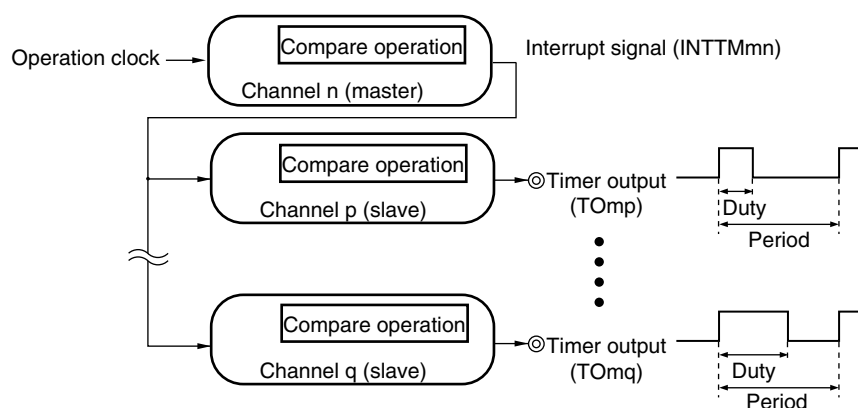 Compare operation
Operation clock
Interrupt signal (INTTMmn)
Channel n (master)
Compare operation
Timer output
(TOmp)
Channel p (slave)
Duty
Period
Compare operation
Timer output
(TOmq)
Channel q (slave)
Duty
Period